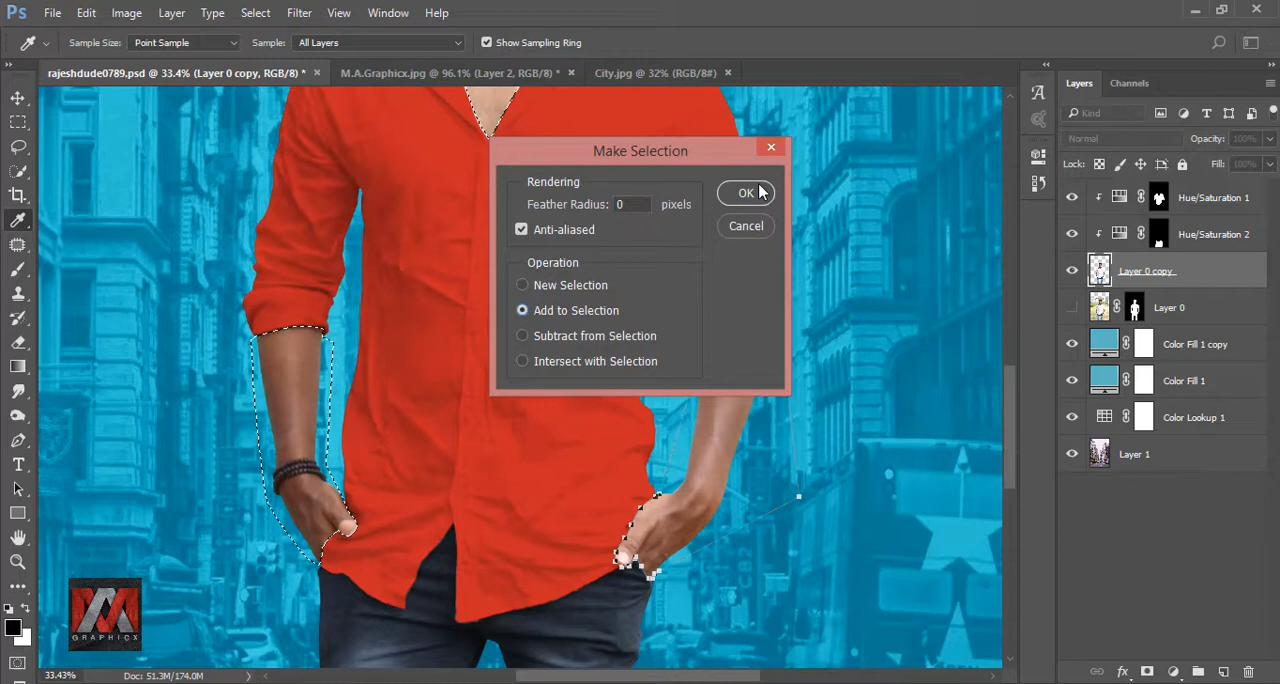 Ps File Edit Image Layer Type Select Filter View Window Help
Sample Size: Point Sample Sample: All Layers Show Sampling Ring
rajeshdude0789.psd @ 33.4% (Layer 0 copy, RGB/8) * × M.A.Graphicx.jpg @ 96.1% (Layer 2, RGB/8) * × City.jpg @ 32% (RGB/8#) ×
Layers Channels
Kind
Normal Opacity: 100%
Lock: Fill: 100%
Hue/Saturation 1
Hue/Saturation 2
Layer 0 copy
Layer 0
Color Fill 1 copy
Color Fill 1
Color Lookup 1
Layer 1
Make Selection
Rendering
Feather Radius: 0 pixels
Anti-aliased
OK
Cancel
Operation
New Selection
Add to Selection
Subtract from Selection
Intersect with Selection
GRAPHICX
33.43% Doc: 51.3M/174.0M